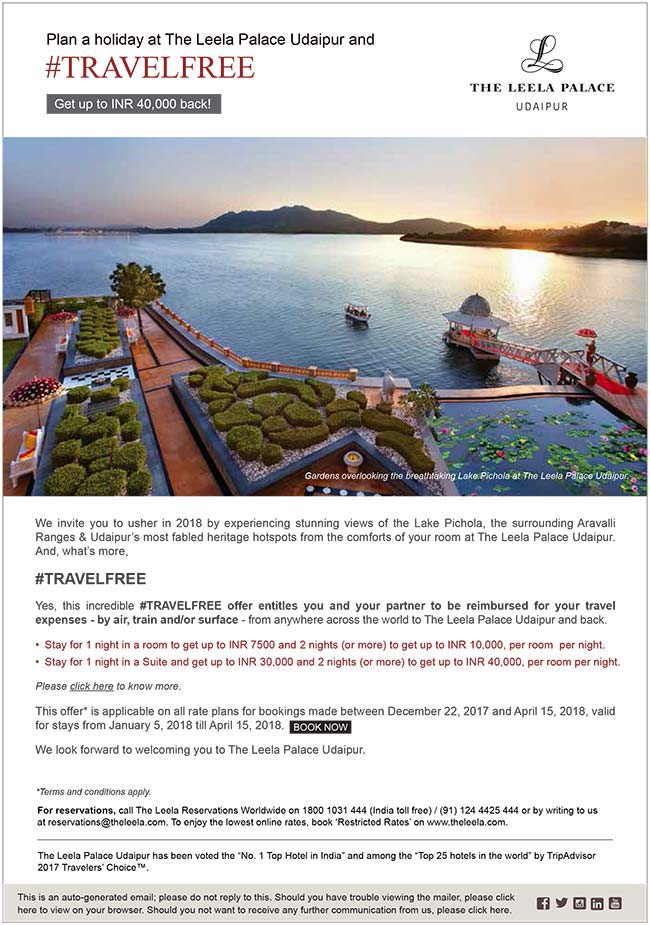 Plan a holiday at The Leela Palace Udaipur and
#TRAVELFREE
Get up to INR 40,000 back!
THE LEELA PALACE
UDAIPUR
Gardens overlooking the breathtaking Lake Pichola at The Leela Palace Udaipur.
We invite you to usher in 2018 by experiencing stunning views of the Lake Pichola, the surrounding Aravalli
Ranges & Udaipur's most fabled heritage hotspots from the comforts of your room at The Leela Palace Udaipur.
And, what's more,
#TRAVELFREE
Yes, this incredible #TRAVELFREE offer entitles you and your partner to be reimbursed for your travel
expenses - by air, train and/or surface - from anywhere across the world to The Leela Palace Udaipur and back.
• Stay for 1 night in a room to get up to INR 7500 and 2 nights (or more) to get up to INR 10,000, per room per night.
• Stay for 1 night in a Suite and get up to INR 30,000 and 2 nights (or more) to get up to INR 40,000, per room per night.
Please click here to know more.
This offer* is applicable on all rate plans for bookings made between December 22, 2017 and April 15, 2018, valid
for stays from January 5, 2018 till April 15, 2018. BOOK NOW
We look forward to welcoming you to The Leela Palace Udaipur.
*Terms and conditions apply.
For reservations, call The Leela Reservations Worldwide on 1800 1031 444 (India toll free) / (91) 124 4425 444 or by writing to us
at reservations@theleela.com. To enjoy the lowest online rates, book 'Restricted Rates' on www.theleela.com.
The Leela Palace Udaipur has been voted the "No. 1 Top Hotel in India" and among the "Top 25 hotels in the world" by TripAdvisor
2017 Travelers' Choice™.
This is an auto-generated email; please do not reply to this. Should you have trouble viewing the mailer, please click
here to view on your browser. Should you not want to receive any further communication from us, please click here.